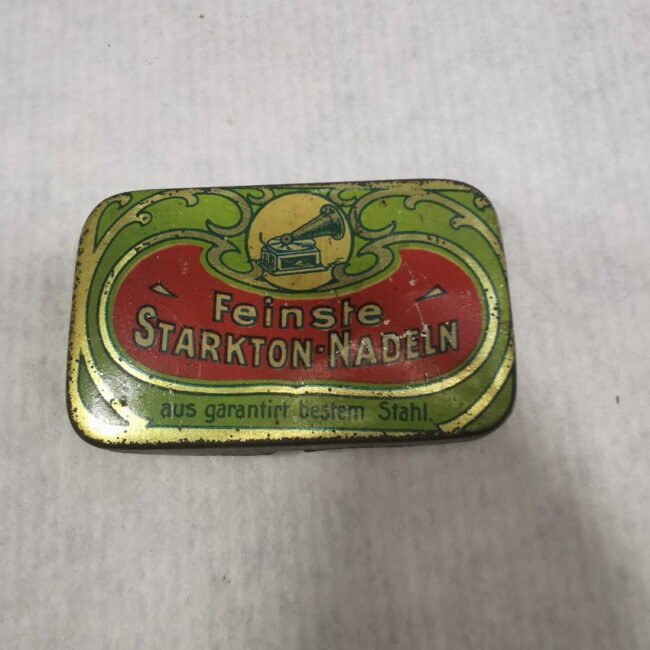 Feinste
STARKTON-NADELN
aus garantirt bestem Stahl.